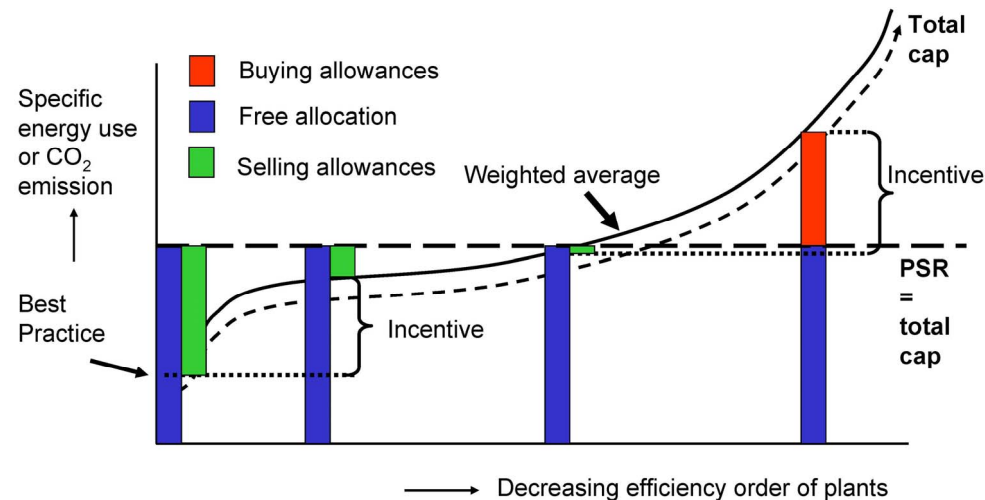 Total
cap
Buying allowances
Specific
energy use
or CO₂
emission
Free allocation
Selling allowances
Weighted average
Incentive
PSR
=
total
cap
Best
Practice
Incentive
Decreasing efficiency order of plants